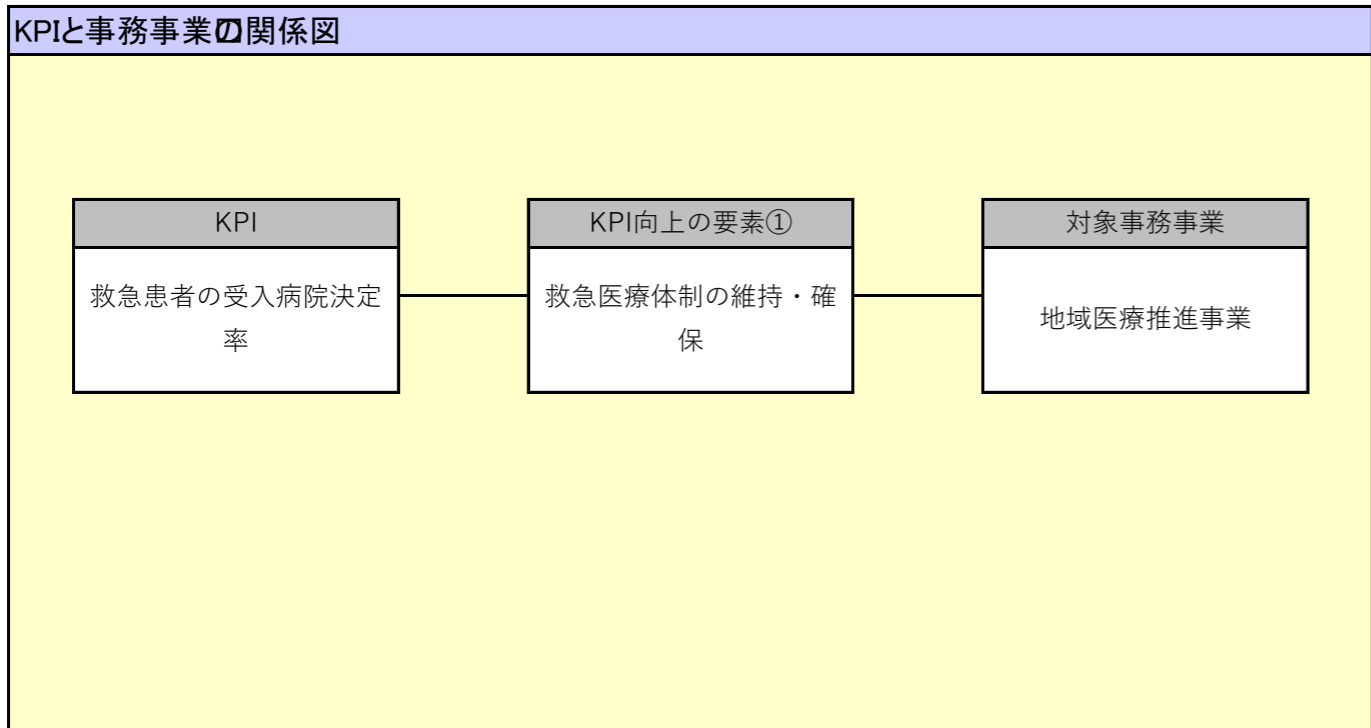 KPIと事務事業の関係図
KPI
救急患者の受入病院決定
率
KPI向上の要素①
救急医療体制の維持・確
保
対象事務事業
地域医療推進事業